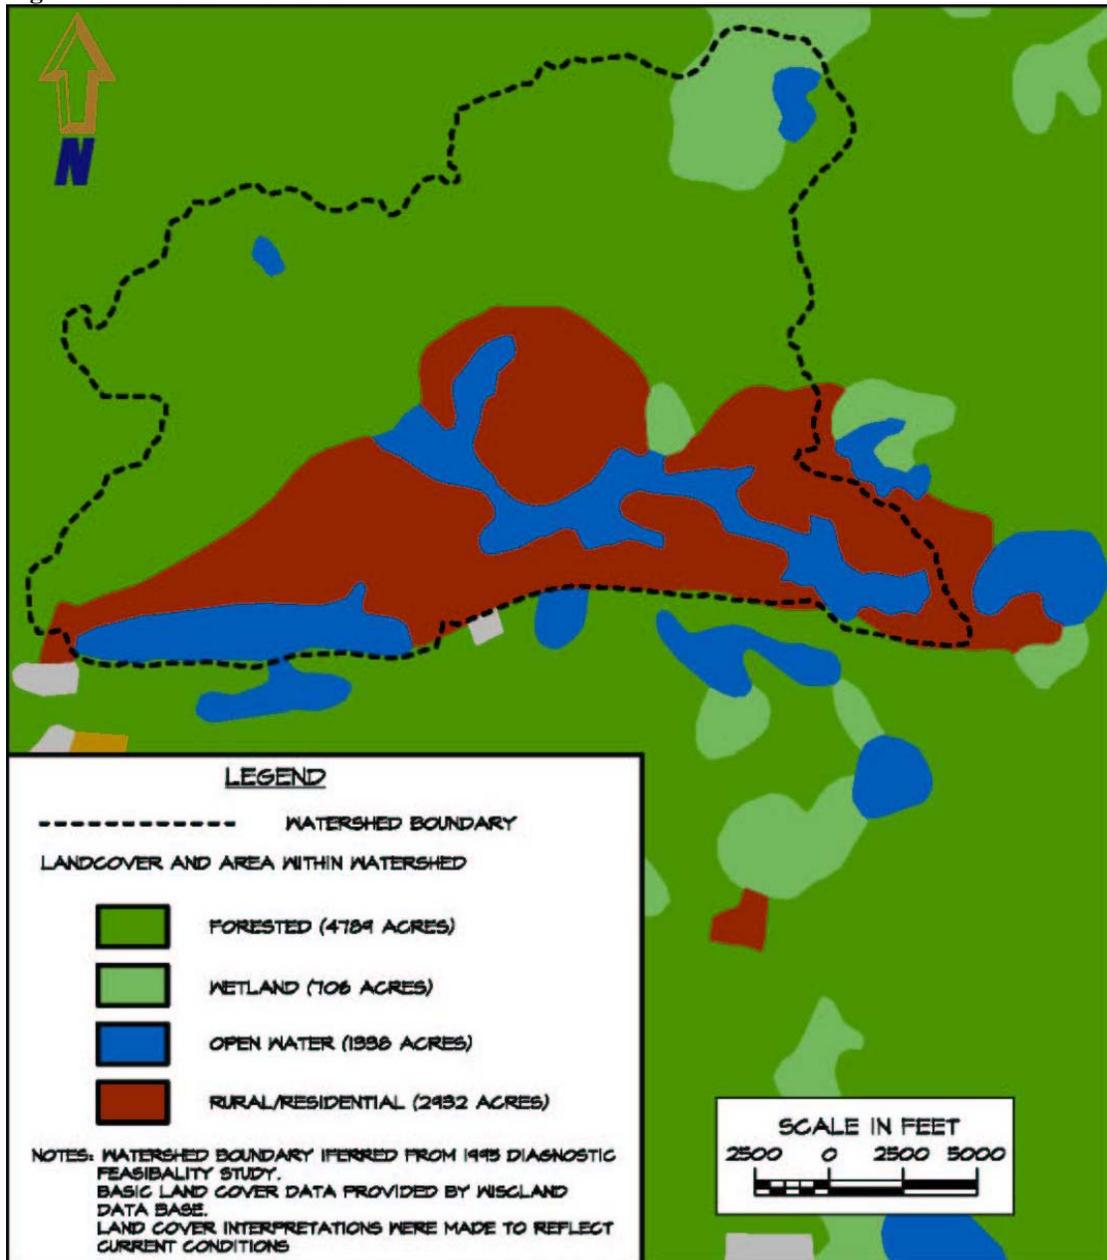 N
LEGEND
WATERSHED BOUNDARY
LANDCOVER AND AREA WITHIN WATERSHED
FORESTED (4789 ACRES)
WETLAND (706 ACRES)
OPEN WATER (1338 ACRES)
RURAL/RESIDENTIAL (2932 ACRES)
NOTES: WATERSHED BOUNDARY IFERRED FROM 1993 DIAGNOSTIC
FEASIBALITY STUDY.
BASIC LAND COVER DATA PROVIDED BY WISCLAND
DATA BASE.
LAND COVER INTERPRETATIONS WERE MADE TO REFLECT
CURRENT CONDITIONS
SCALE IN FEET
2500 0 2500 5000